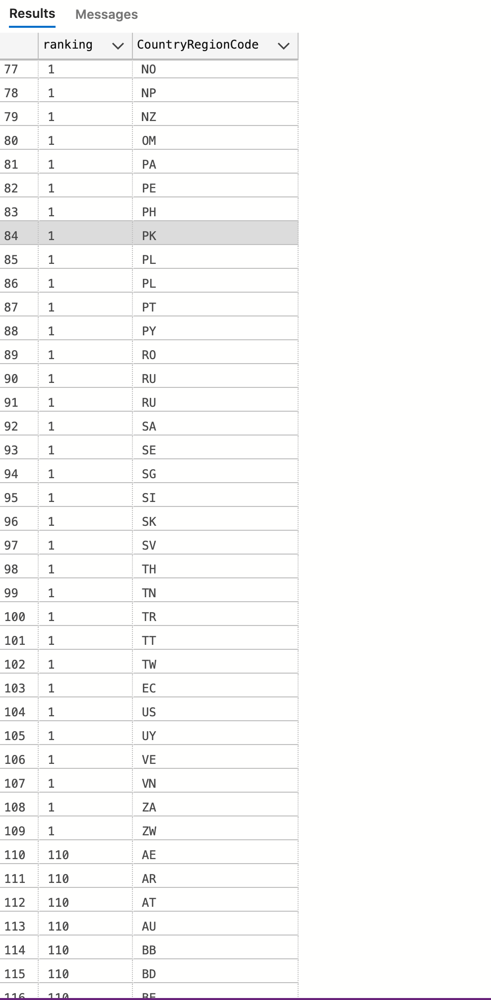 Results Messages
ranking CountryRegionCode
77 1 NO
78 1 NP
79 1 NZ
80 1 OM
81 1 PA
82 1 PE
83 1 PH
84 1 PK
85 1 PL
86 1 PL
87 1 PT
88 1 PY
89 1 RO
90 1 RU
91 1 RU
92 1 SA
93 1 SE
94 1 SG
95 1 SI
96 1 SK
97 1 SV
98 1 TH
99 1 TN
100 1 TR
101 1 TT
102 1 TW
103 1 EC
104 1 US
105 1 UY
106 1 VE
107 1 VN
108 1 ZA
109 1 ZW
110 110 AE
111 110 AR
112 110 AT
113 110 AU
114 110 BB
115 110 BD
116 110